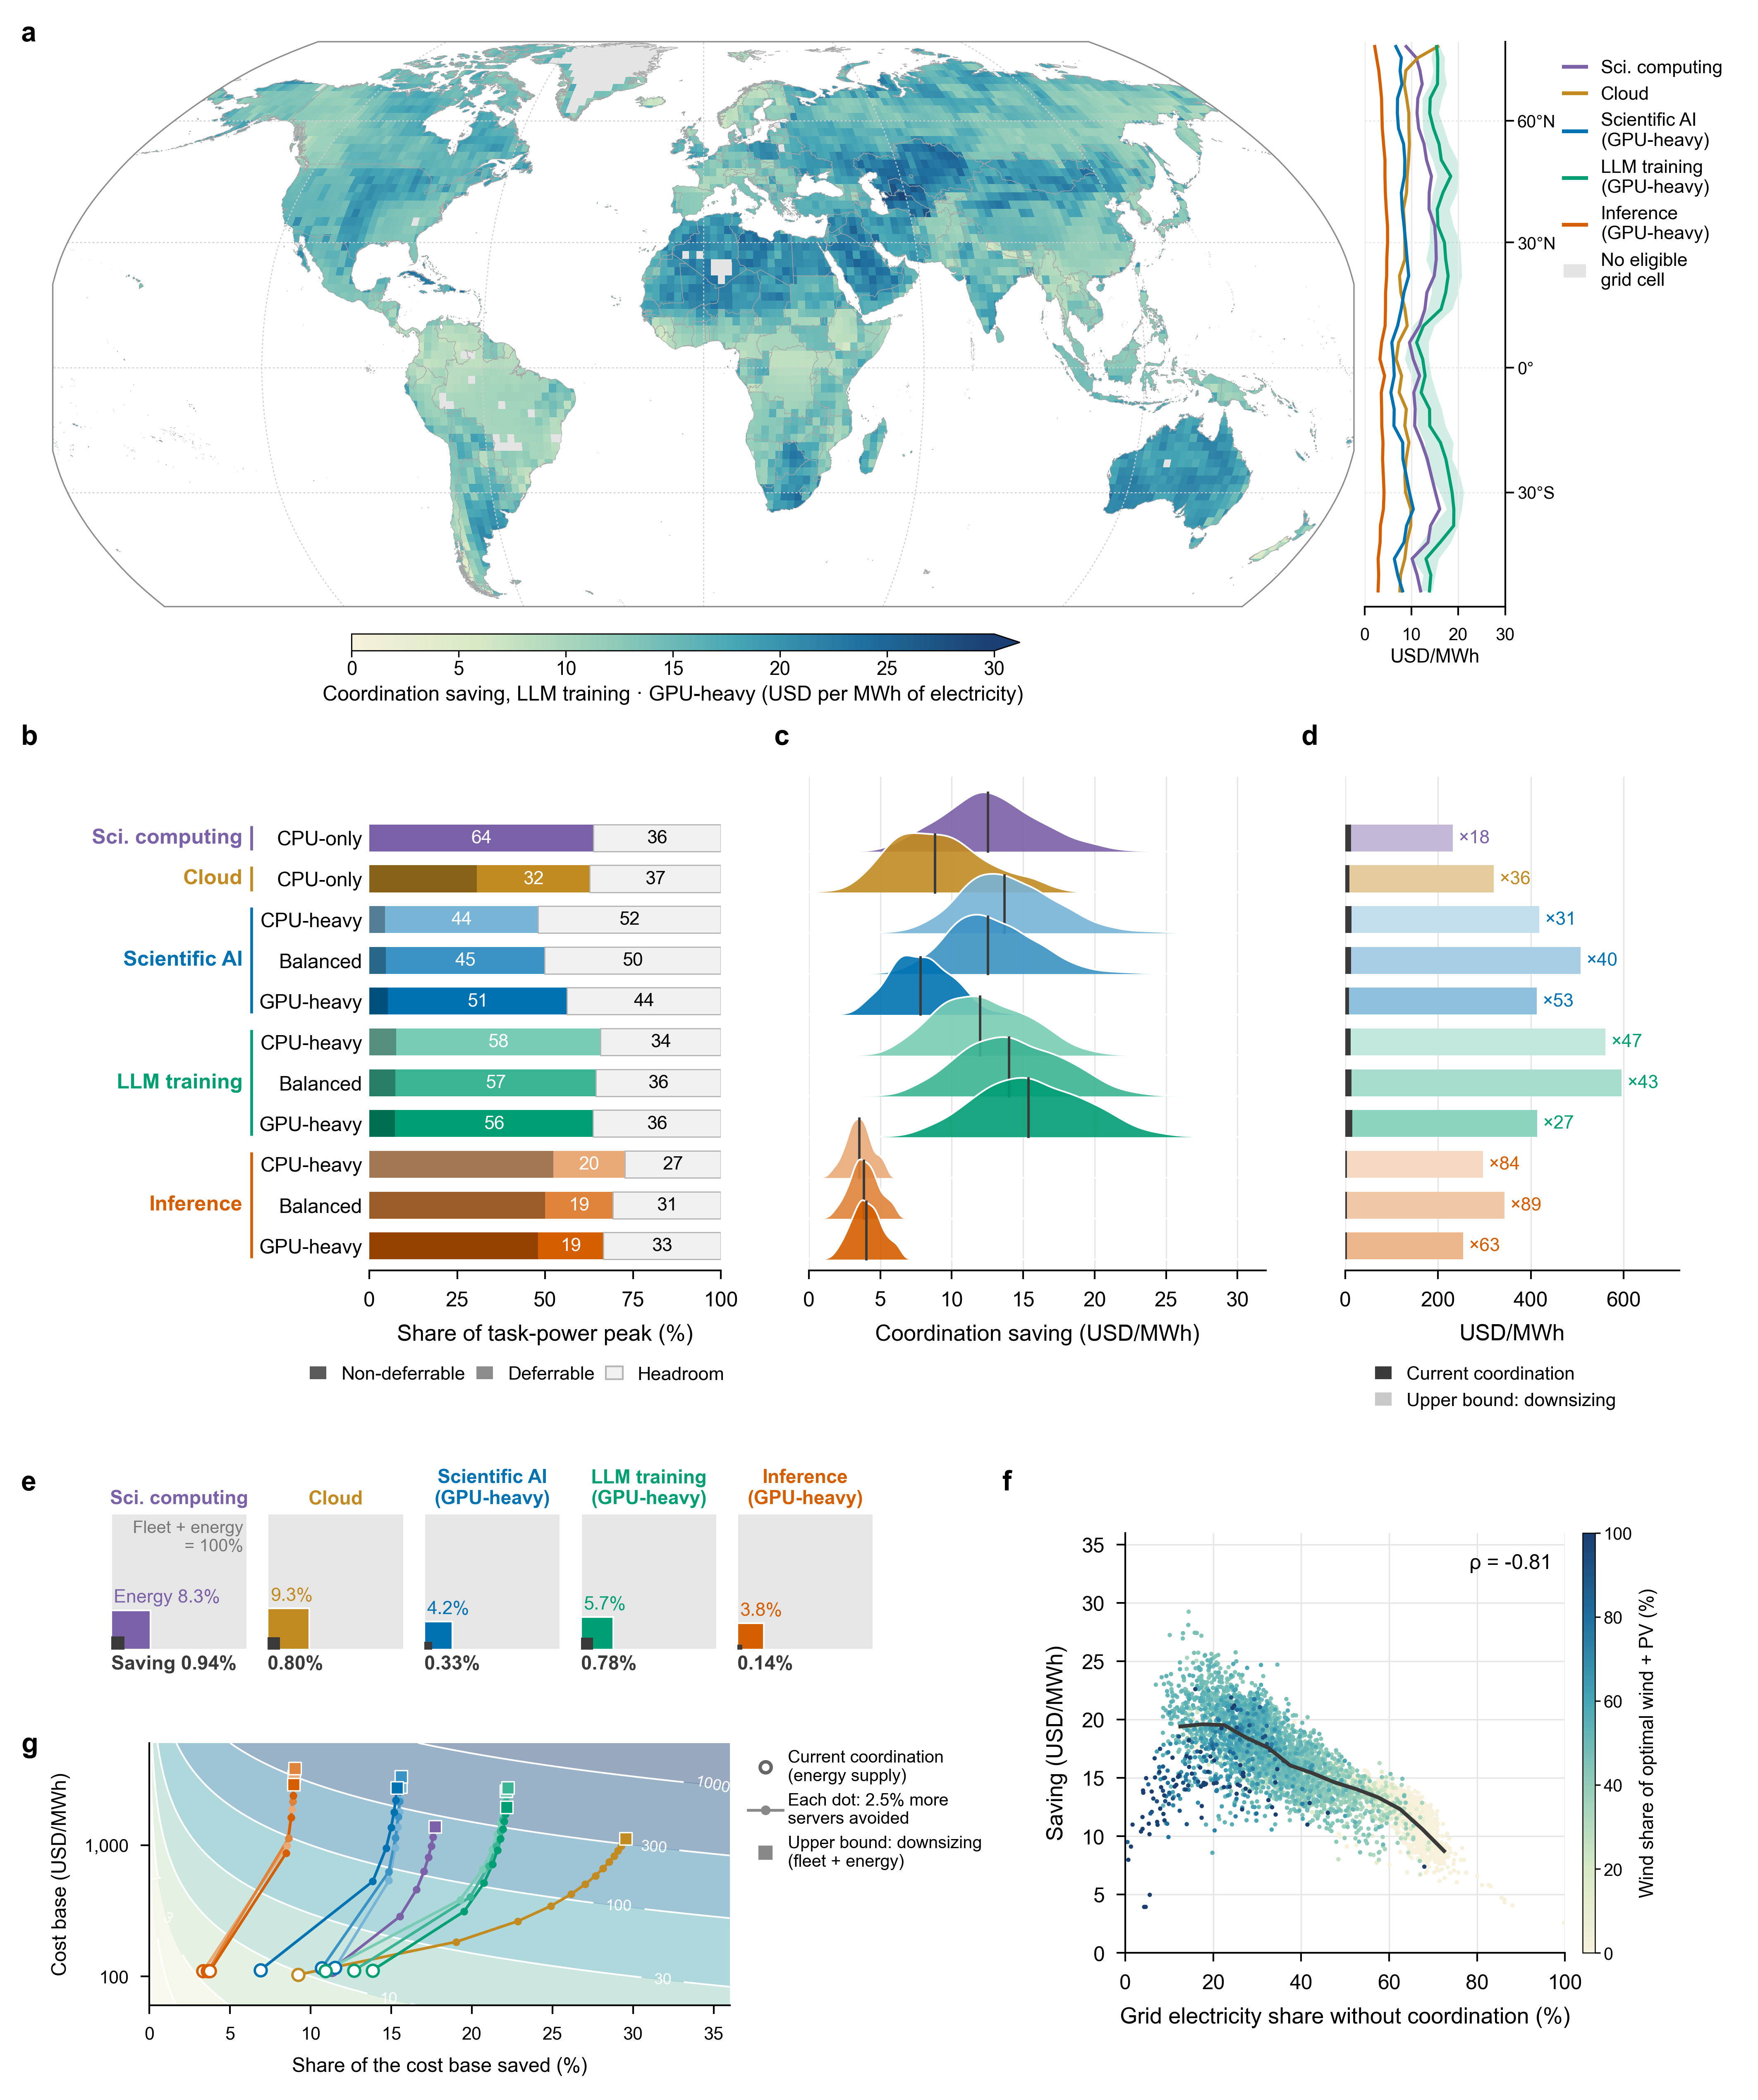 a
60°N
30°N
0°
30°S
0 10 20 30
USD/MWh
Sci. computing
Cloud
Scientific AI
(GPU-heavy)
LLM training
(GPU-heavy)
Inference
(GPU-heavy)
No eligible
grid cell
0 5 10 15 20 25 30
Coordination saving, LLM training · GPU-heavy (USD per MWh of electricity)
b
Sci. computing CPU-only 64 36
Cloud CPU-only 32 37
CPU-heavy 44 52
Scientific AI Balanced 45 50
GPU-heavy 51 44
CPU-heavy 58 34
LLM training Balanced 57 36
GPU-heavy 56 36
CPU-heavy 20 27
Inference Balanced 19 31
GPU-heavy 19 33
0 25 50 75 100
Share of task-power peak (%)
Non-deferrable Deferrable Headroom
c
0 5 10 15 20 25 30
Coordination saving (USD/MWh)
d
×18
×36
×31
×40
×53
×47
×43
×27
×84
×89
×63
0 200 400 600
USD/MWh
Current coordination
Upper bound: downsizing
e
Sci. computing
Fleet + energy
= 100%
Energy 8.3%
Saving 0.94%
Cloud
9.3%
0.80%
Scientific AI
(GPU-heavy)
4.2%
0.33%
LLM training
(GPU-heavy)
5.7%
0.78%
Inference
(GPU-heavy)
3.8%
0.14%
f
ρ = -0.81
35
30
25
20
15
10
5
0
Saving (USD/MWh)
0 20 40 60 80 100
Grid electricity share without coordination (%)
100
80
60
40
20
0
Wind share of optimal wind + PV (%)
g
1000
300
100
30
10
3
1,000
100
Cost base (USD/MWh)
0 5 10 15 20 25 30 35
Share of the cost base saved (%)
Current coordination
(energy supply)
Each dot: 2.5% more
servers avoided
Upper bound: downsizing
(fleet + energy)